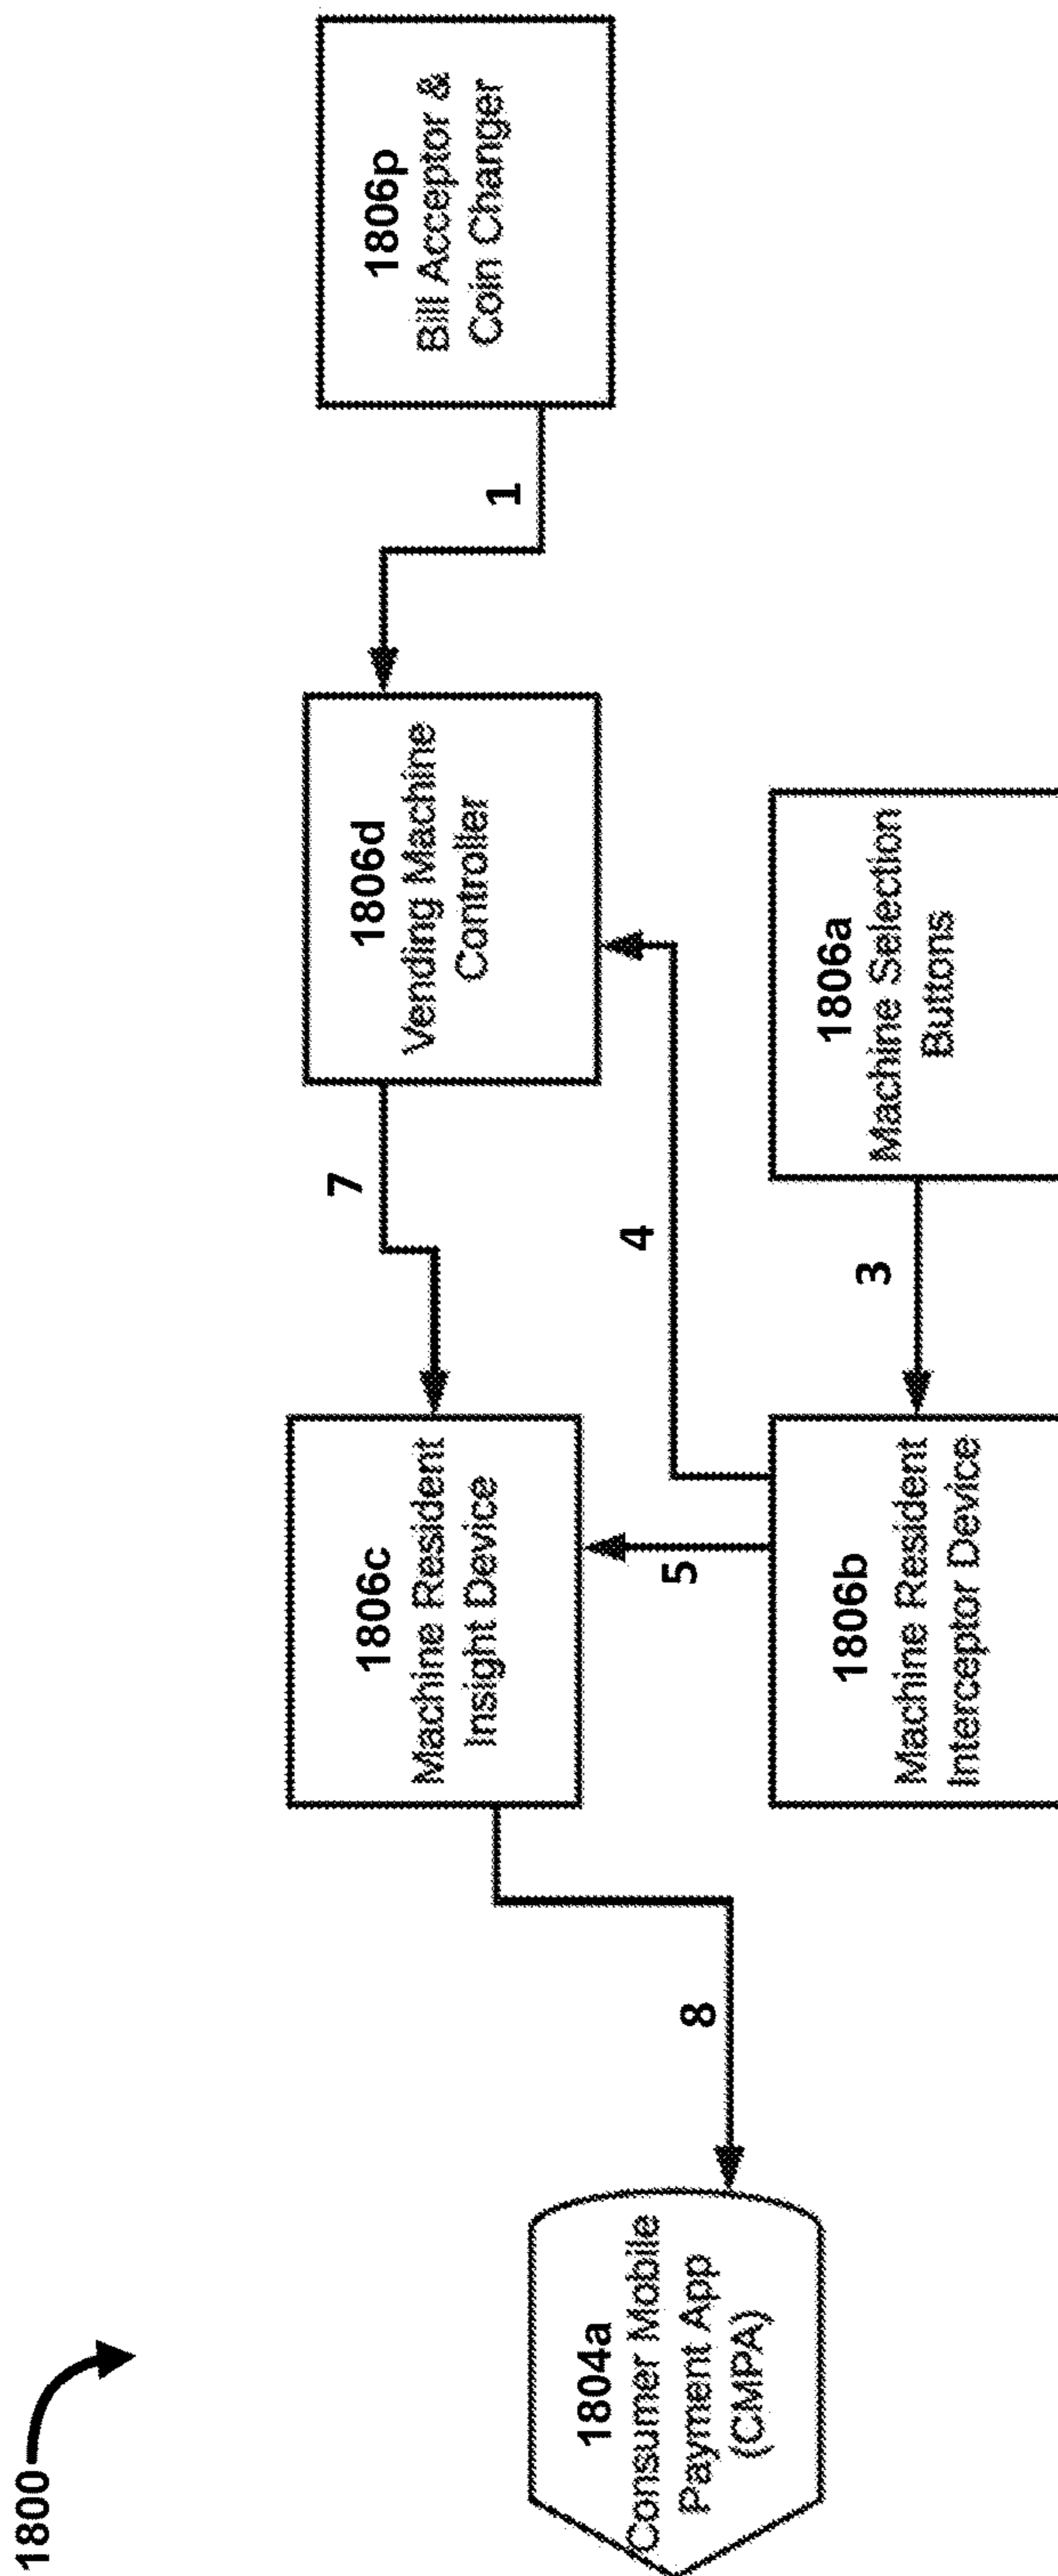 1800
1804a
Consumer Mobile
Payment App
(CMPA)
8
1806c
Machine Resident
Insight Device
5
1806b
Machine Resident
Interceptor Device
7
4
3
1806d
Vending Machine
Controller
1806a
Machine Selection
Buttons
1
1806p
Bill Acceptor &
Coin Changer